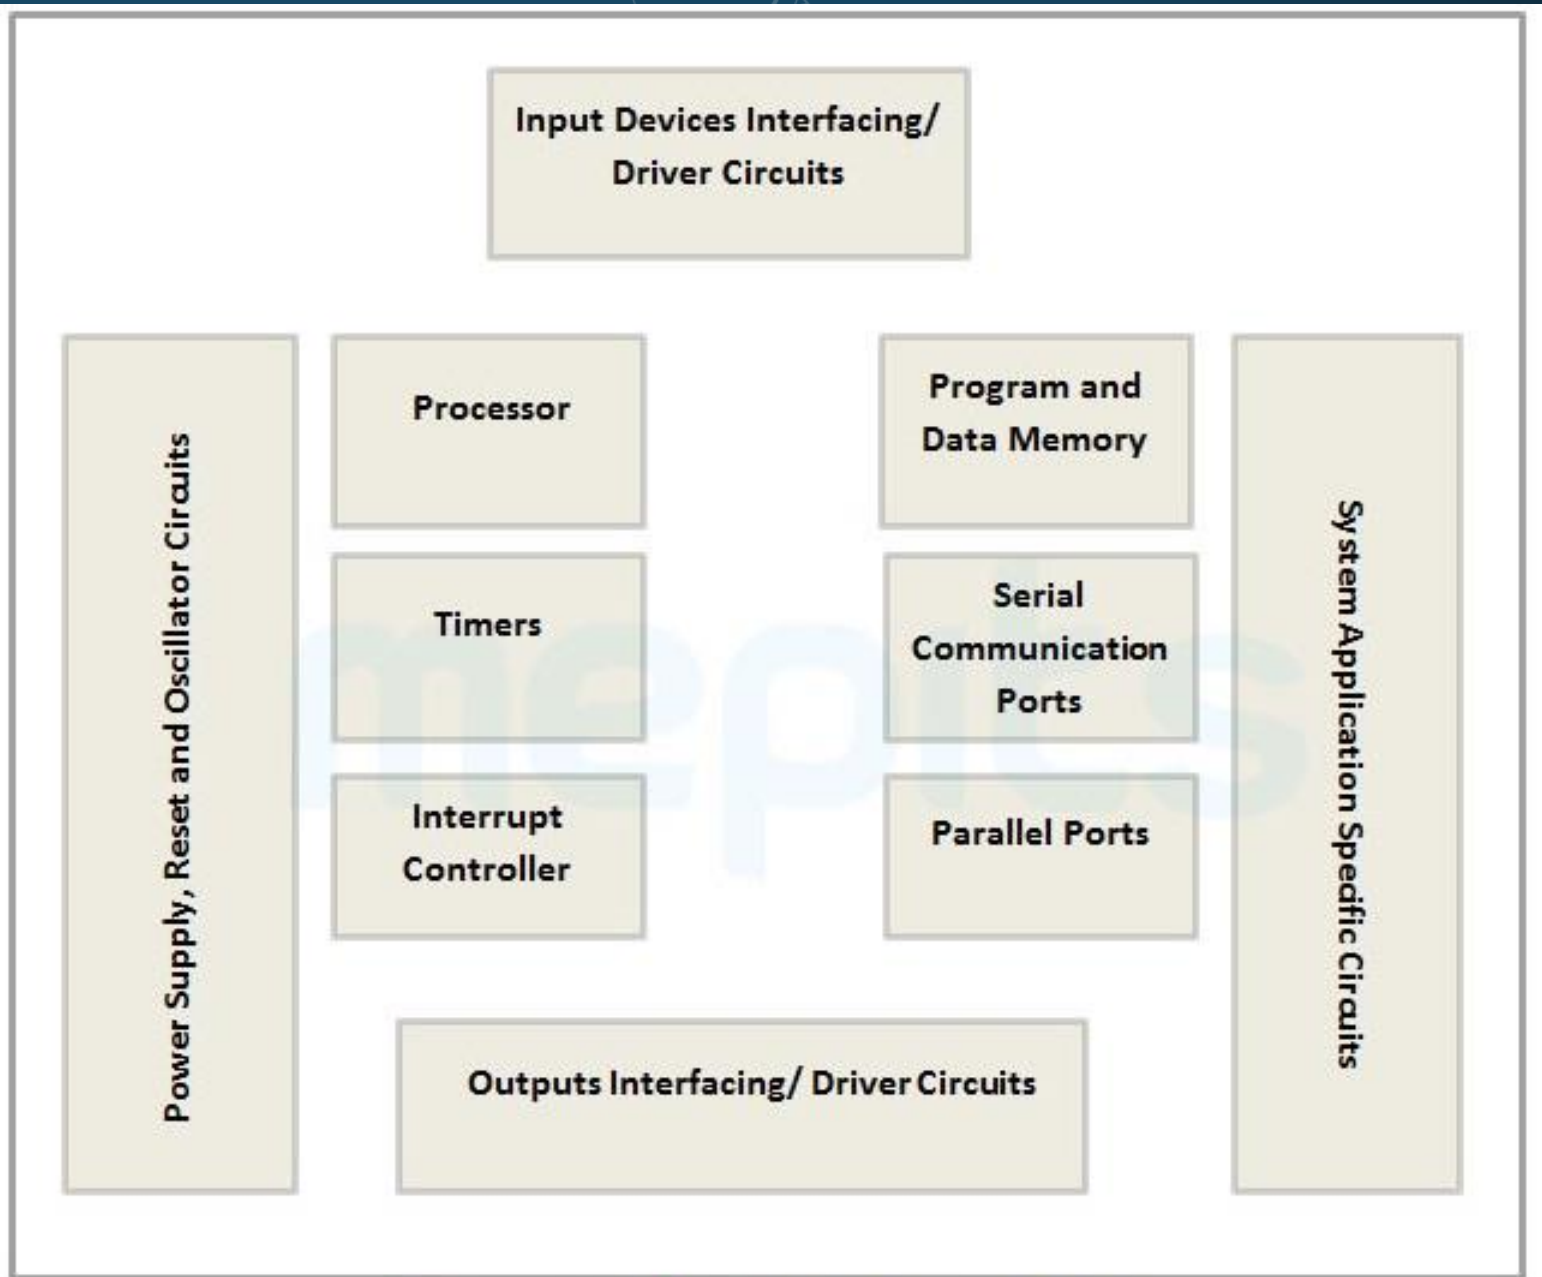 Input Devices Interfacing/
Driver Circuits
Power Supply, Reset and Oscillator Circuits
Processor
Program and
Data Memory
System Application Specific Circuits
Timers
Serial
Communication
Ports
Interrupt
Controller
Parallel Ports
Outputs Interfacing/ Driver Circuits
mepits